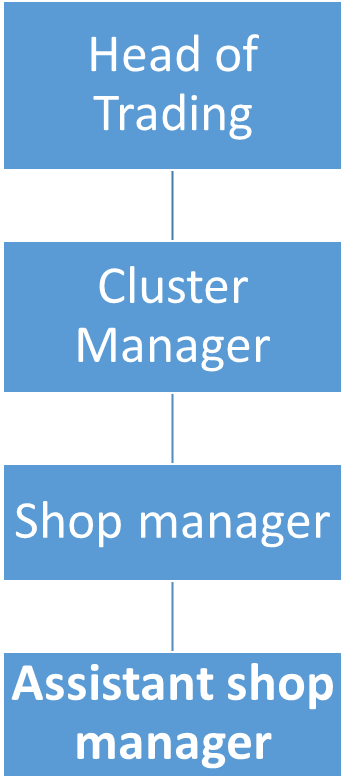 Head of
Trading
Cluster
Manager
Shop manager
Assistant shop
manager